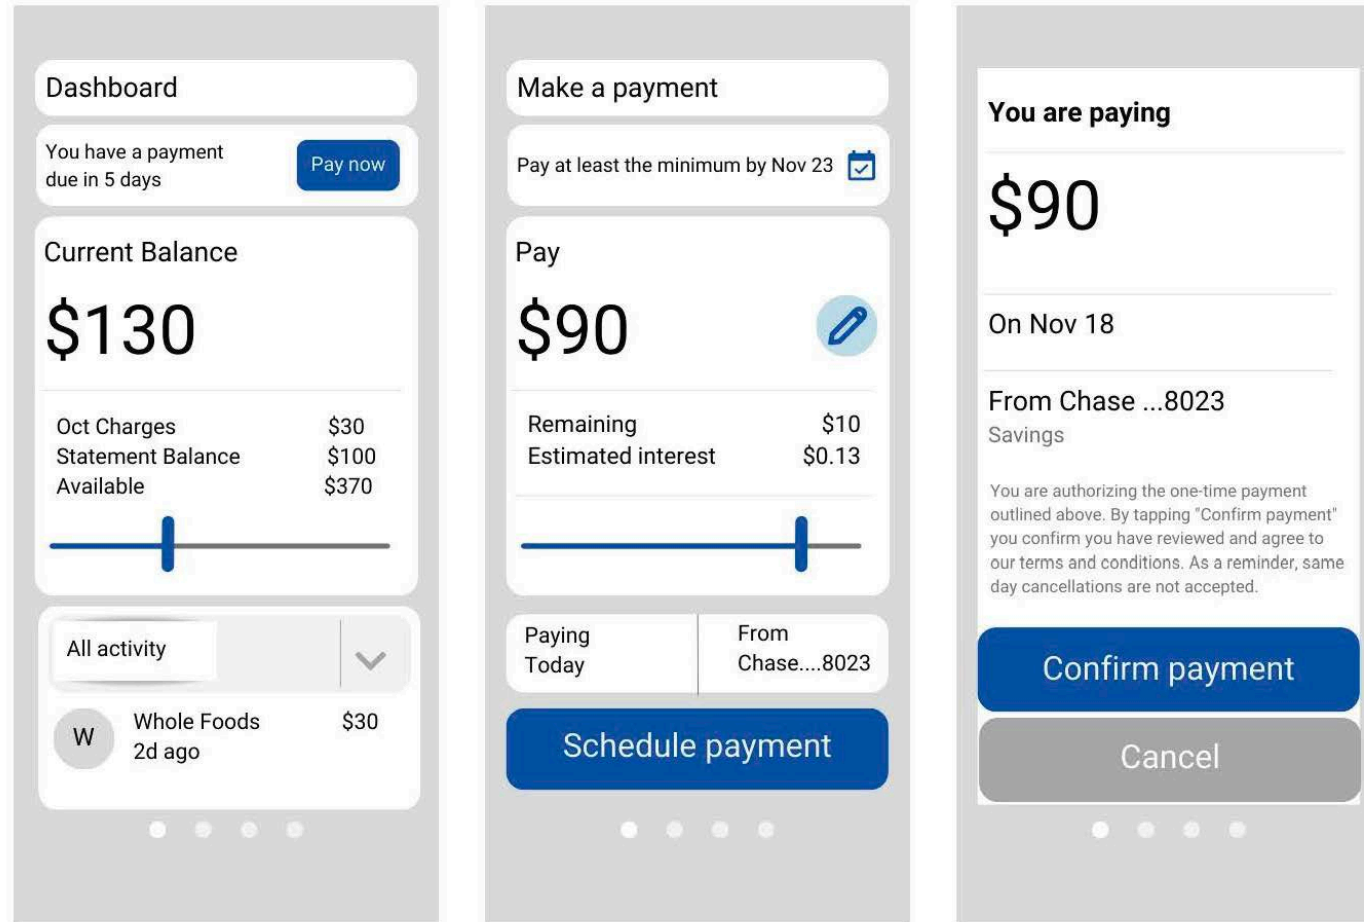 Dashboard
You have a payment
due in 5 days
Pay now
Current Balance
$130
Oct Charges $30
Statement Balance $100
Available $370
All activity
W
Whole Foods $30
2d ago
Make a payment
Pay at least the minimum by Nov 23
Pay
$90
Remaining $10
Estimated interest $0.13
Paying
Today
From
Chase....8023
Schedule payment
You are paying
$90
On Nov 18
From Chase ...8023
Savings
You are authorizing the one-time payment
outlined above. By tapping "Confirm payment"
you confirm you have reviewed and agree to
our terms and conditions. As a reminder, same
day cancellations are not accepted.
Confirm payment
Cancel